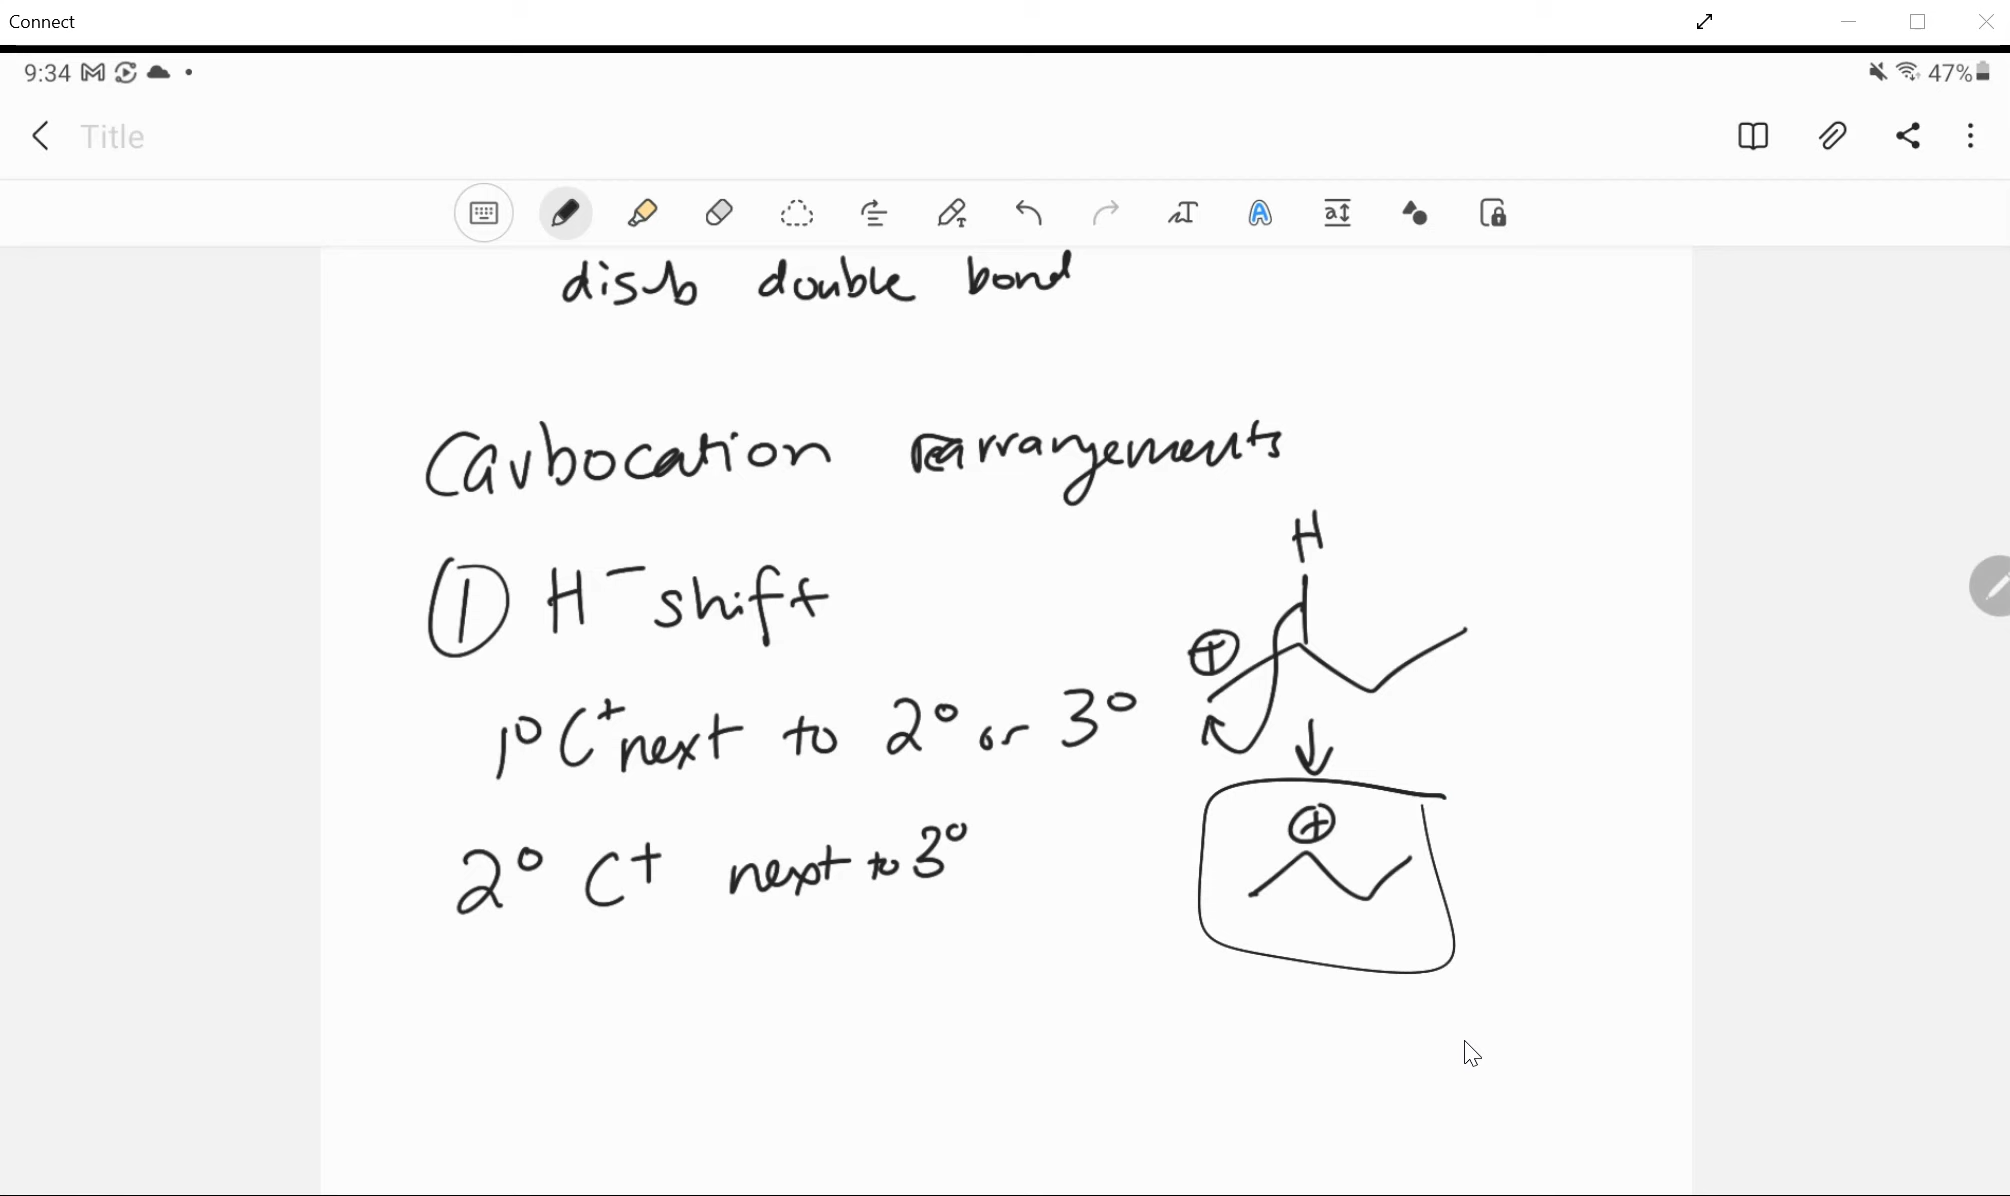 Connect
9:34
47%
Title
disub double bond
Carbocation rearrangements
① H⁻ shift
H
⊕
1° C⁺ next to 2° or 3°
⊕
2° C⁺ next to 3°